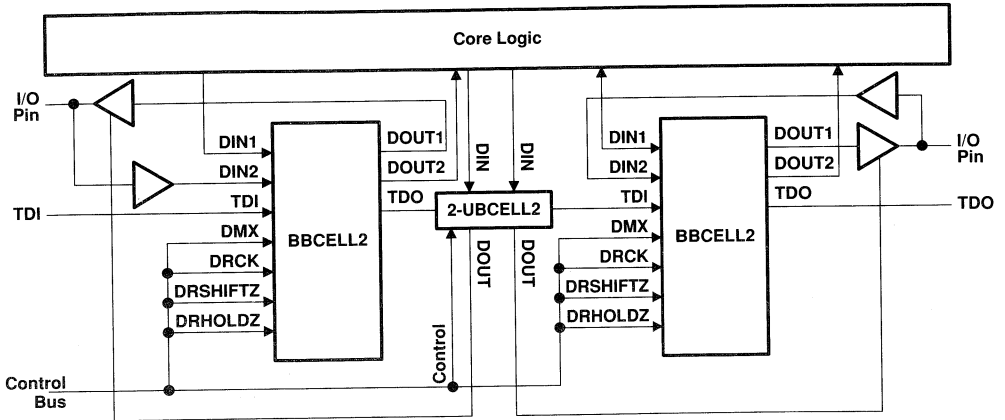 Core Logic
I/O
Pin
DIN1
DIN2
TDI
TDI
DMX
DRCK
DRSHIFTZ
DRHOLDZ
BBCELL2
DOUT1
DOUT2
TDO
DIN
DIN
2-UBCELL2
DOUT
DOUT
Control
DIN1
DIN2
TDI
DMX
DRCK
DRSHIFTZ
DRHOLDZ
BBCELL2
DOUT1
DOUT2
TDO
I/O
Pin
TDO
Control
Bus